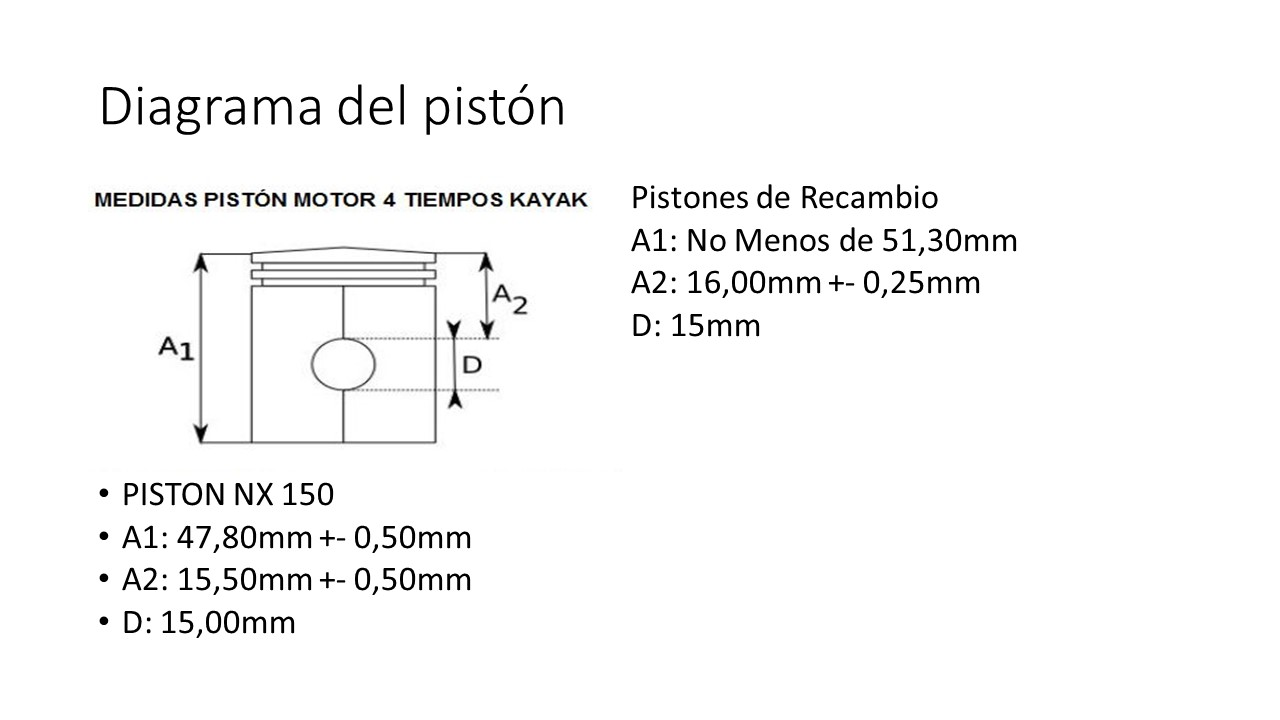 Diagrama del pistón
MEDIDAS PISTÓN MOTOR 4 TIEMPOS KAYAK
A1
A2
D
PISTON NX 150
A1: 47,80mm +- 0,50mm
A2: 15,50mm +- 0,50mm
D: 15,00mm
Pistones de Recambio
A1: No Menos de 51,30mm
A2: 16,00mm +- 0,25mm
D: 15mm